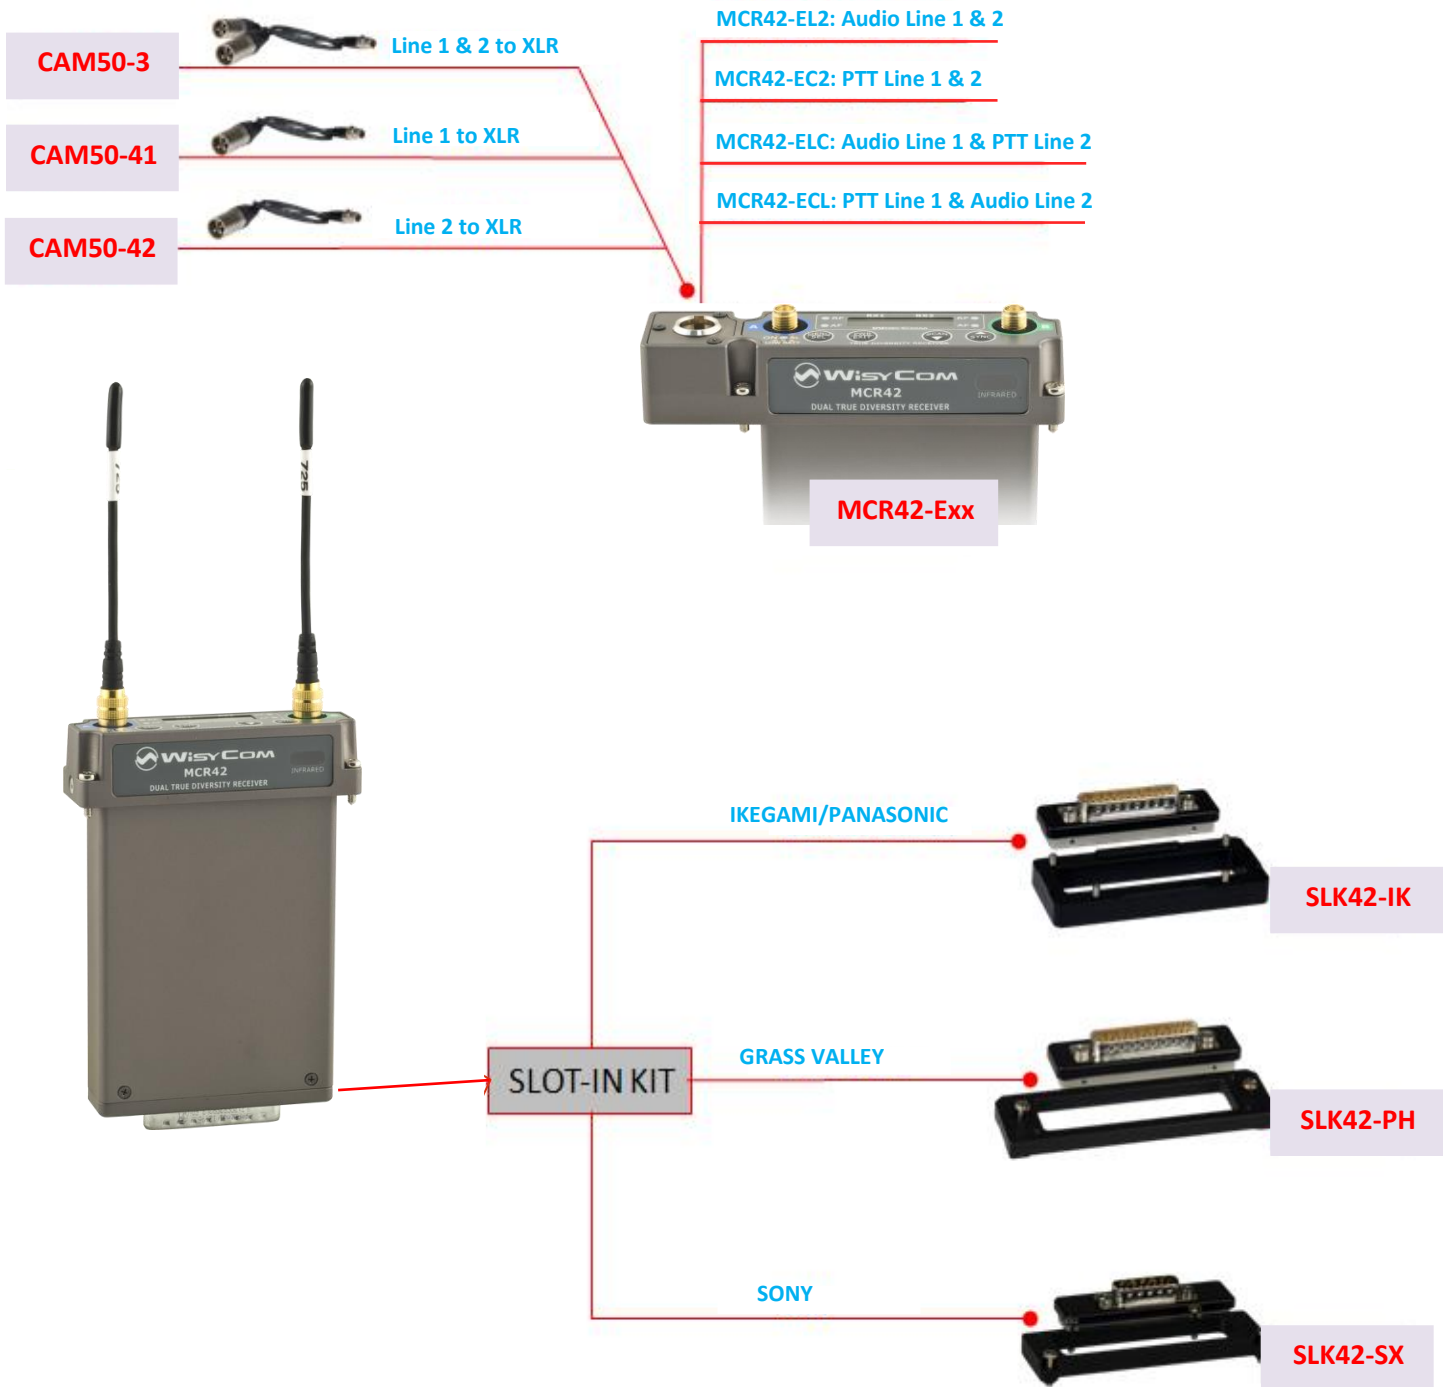 MCR42-EL2: Audio Line 1 & 2
CAM50-3
Line 1 & 2 to XLR
MCR42-EC2: PTT Line 1 & 2
CAM50-41
Line 1 to XLR
MCR42-ELC: Audio Line 1 & PTT Line 2
MCR42-ECL: PTT Line 1 & Audio Line 2
CAM50-42
Line 2 to XLR
RX1 RX2
A
B
SYNC
WISYCOM
MCR42
INFRARED
DUAL TRUE DIVERSITY RECEIVER
MCR42-Exx
725
WISYCOM
MCR42
INFRARED
DUAL TRUE DIVERSITY RECEIVER
IKEGAMI/PANASONIC
SLK42-IK
SLOT-IN KIT
GRASS VALLEY
SLK42-PH
SONY
SLK42-SX